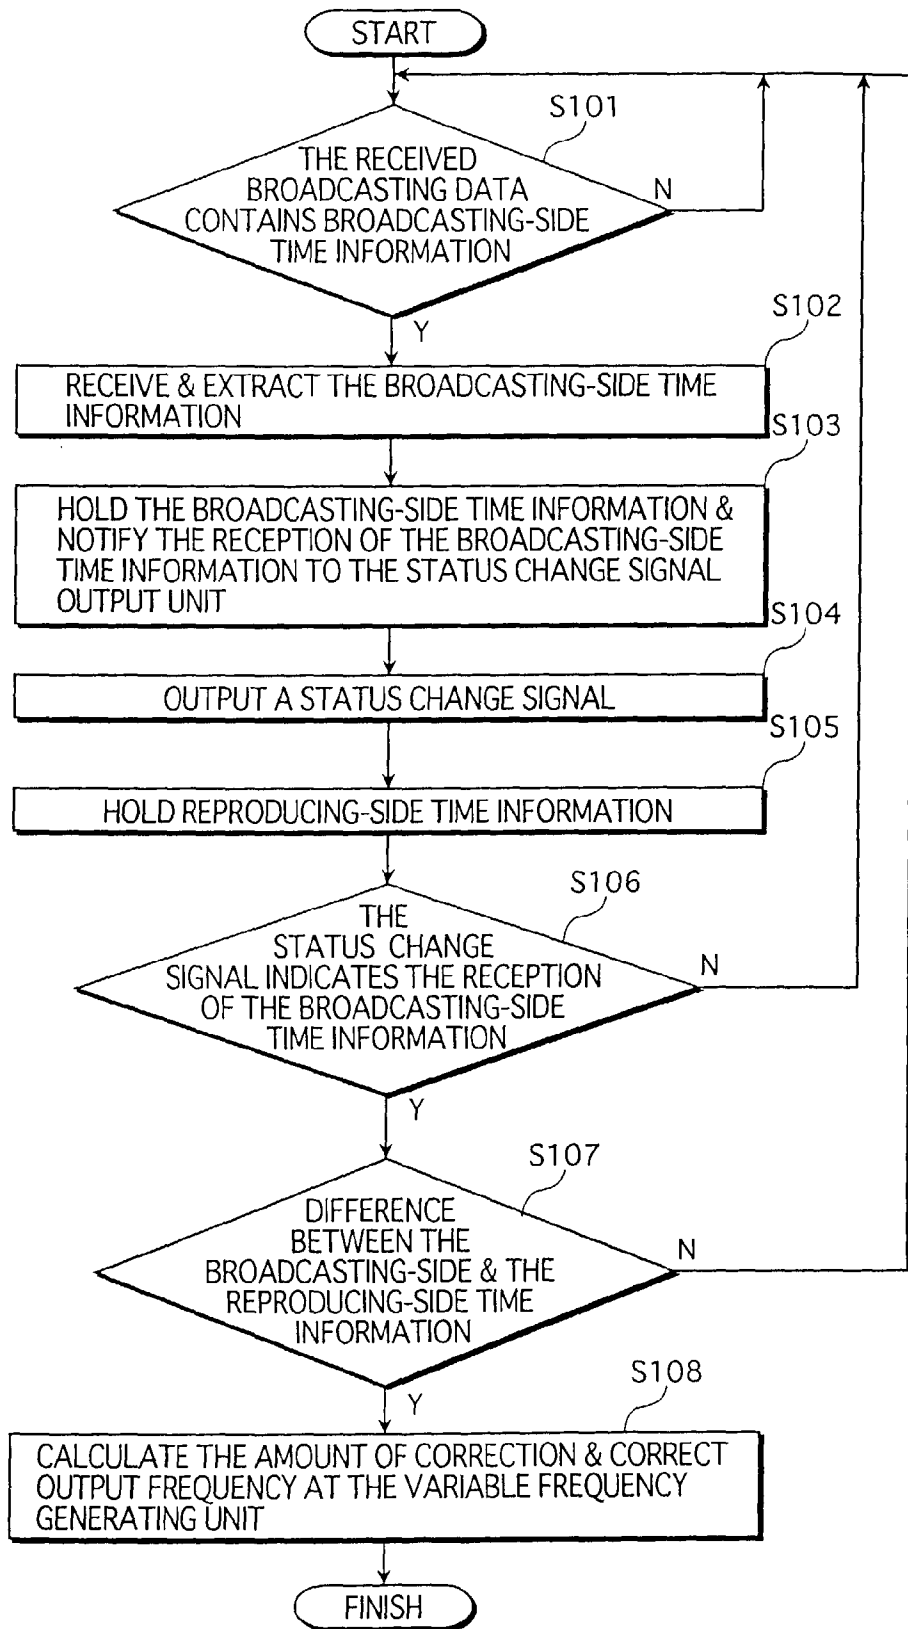 START
S101
THE RECEIVED
BROADCASTING DATA
CONTAINS BROADCASTING-SIDE
TIME INFORMATION
N
Y
S102
RECEIVE & EXTRACT THE BROADCASTING-SIDE TIME
INFORMATION
S103
HOLD THE BROADCASTING-SIDE TIME INFORMATION &
NOTIFY THE RECEPTION OF THE BROADCASTING-SIDE
TIME INFORMATION TO THE STATUS CHANGE SIGNAL
OUTPUT UNIT
S104
OUTPUT A STATUS CHANGE SIGNAL
S105
HOLD REPRODUCING-SIDE TIME INFORMATION
S106
THE
STATUS CHANGE
SIGNAL INDICATES THE RECEPTION
OF THE BROADCASTING-SIDE
TIME INFORMATION
N
Y
S107
DIFFERENCE
BETWEEN THE
BROADCASTING-SIDE & THE
REPRODUCING-SIDE TIME
INFORMATION
N
Y
S108
CALCULATE THE AMOUNT OF CORRECTION & CORRECT
OUTPUT FREQUENCY AT THE VARIABLE FREQUENCY
GENERATING UNIT
FINISH